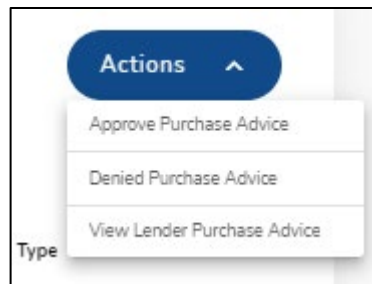 Actions
Approve Purchase Advice
Denied Purchase Advice
View Lender Purchase Advice
Type